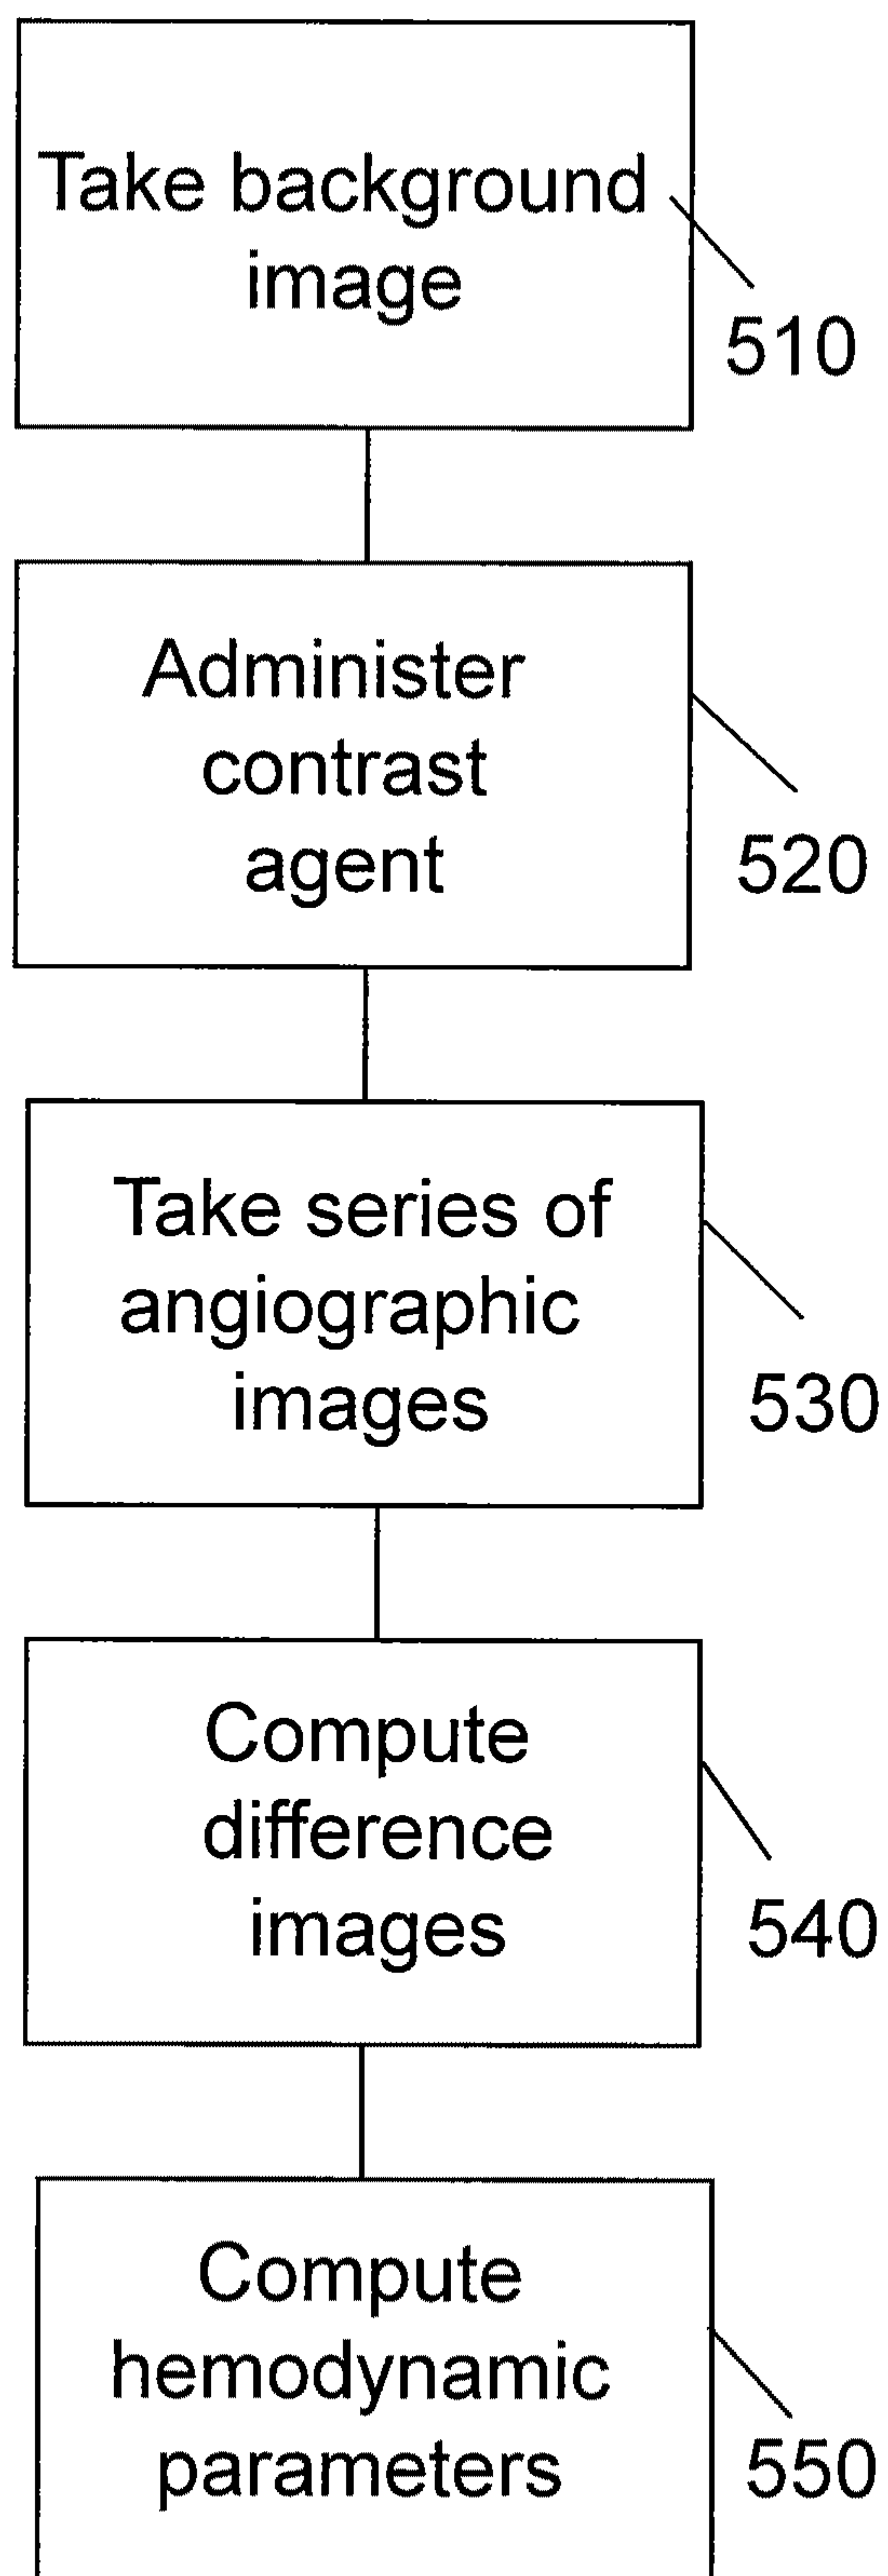 Take background
image
510
Administer
contrast
agent
520
Take series of
angiographic
images
530
Compute
difference
images
540
Compute
hemodynamic
parameters
550